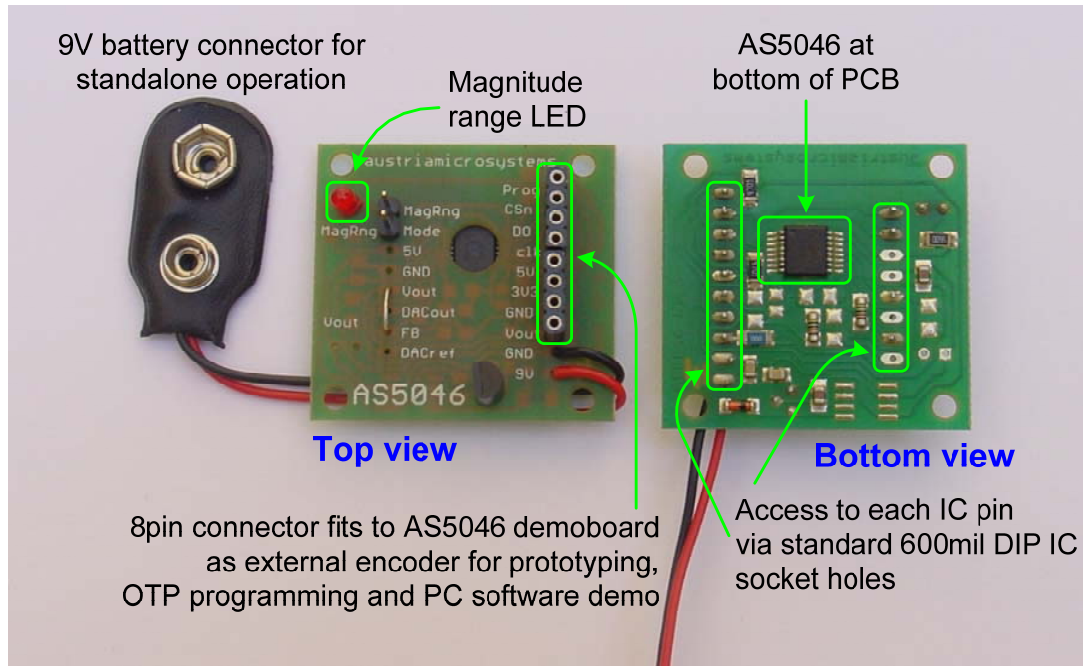 9V battery connector for
standalone operation
Magnitude
range LED
AS5046 at
bottom of PCB
austriamicrosystems
Prog
CSn
DO
clk
5V
3V3
GND
Vout
GND
9V
MagRng
MagRng
Mode
5V
GND
Vout
DACout
FB
DACref
Vout
AS5046
austriamicrosystems
Top view
Bottom view
8pin connector fits to AS5046 demoboard
as external encoder for prototyping,
OTP programming and PC software demo
Access to each IC pin
via standard 600mil DIP IC
socket holes